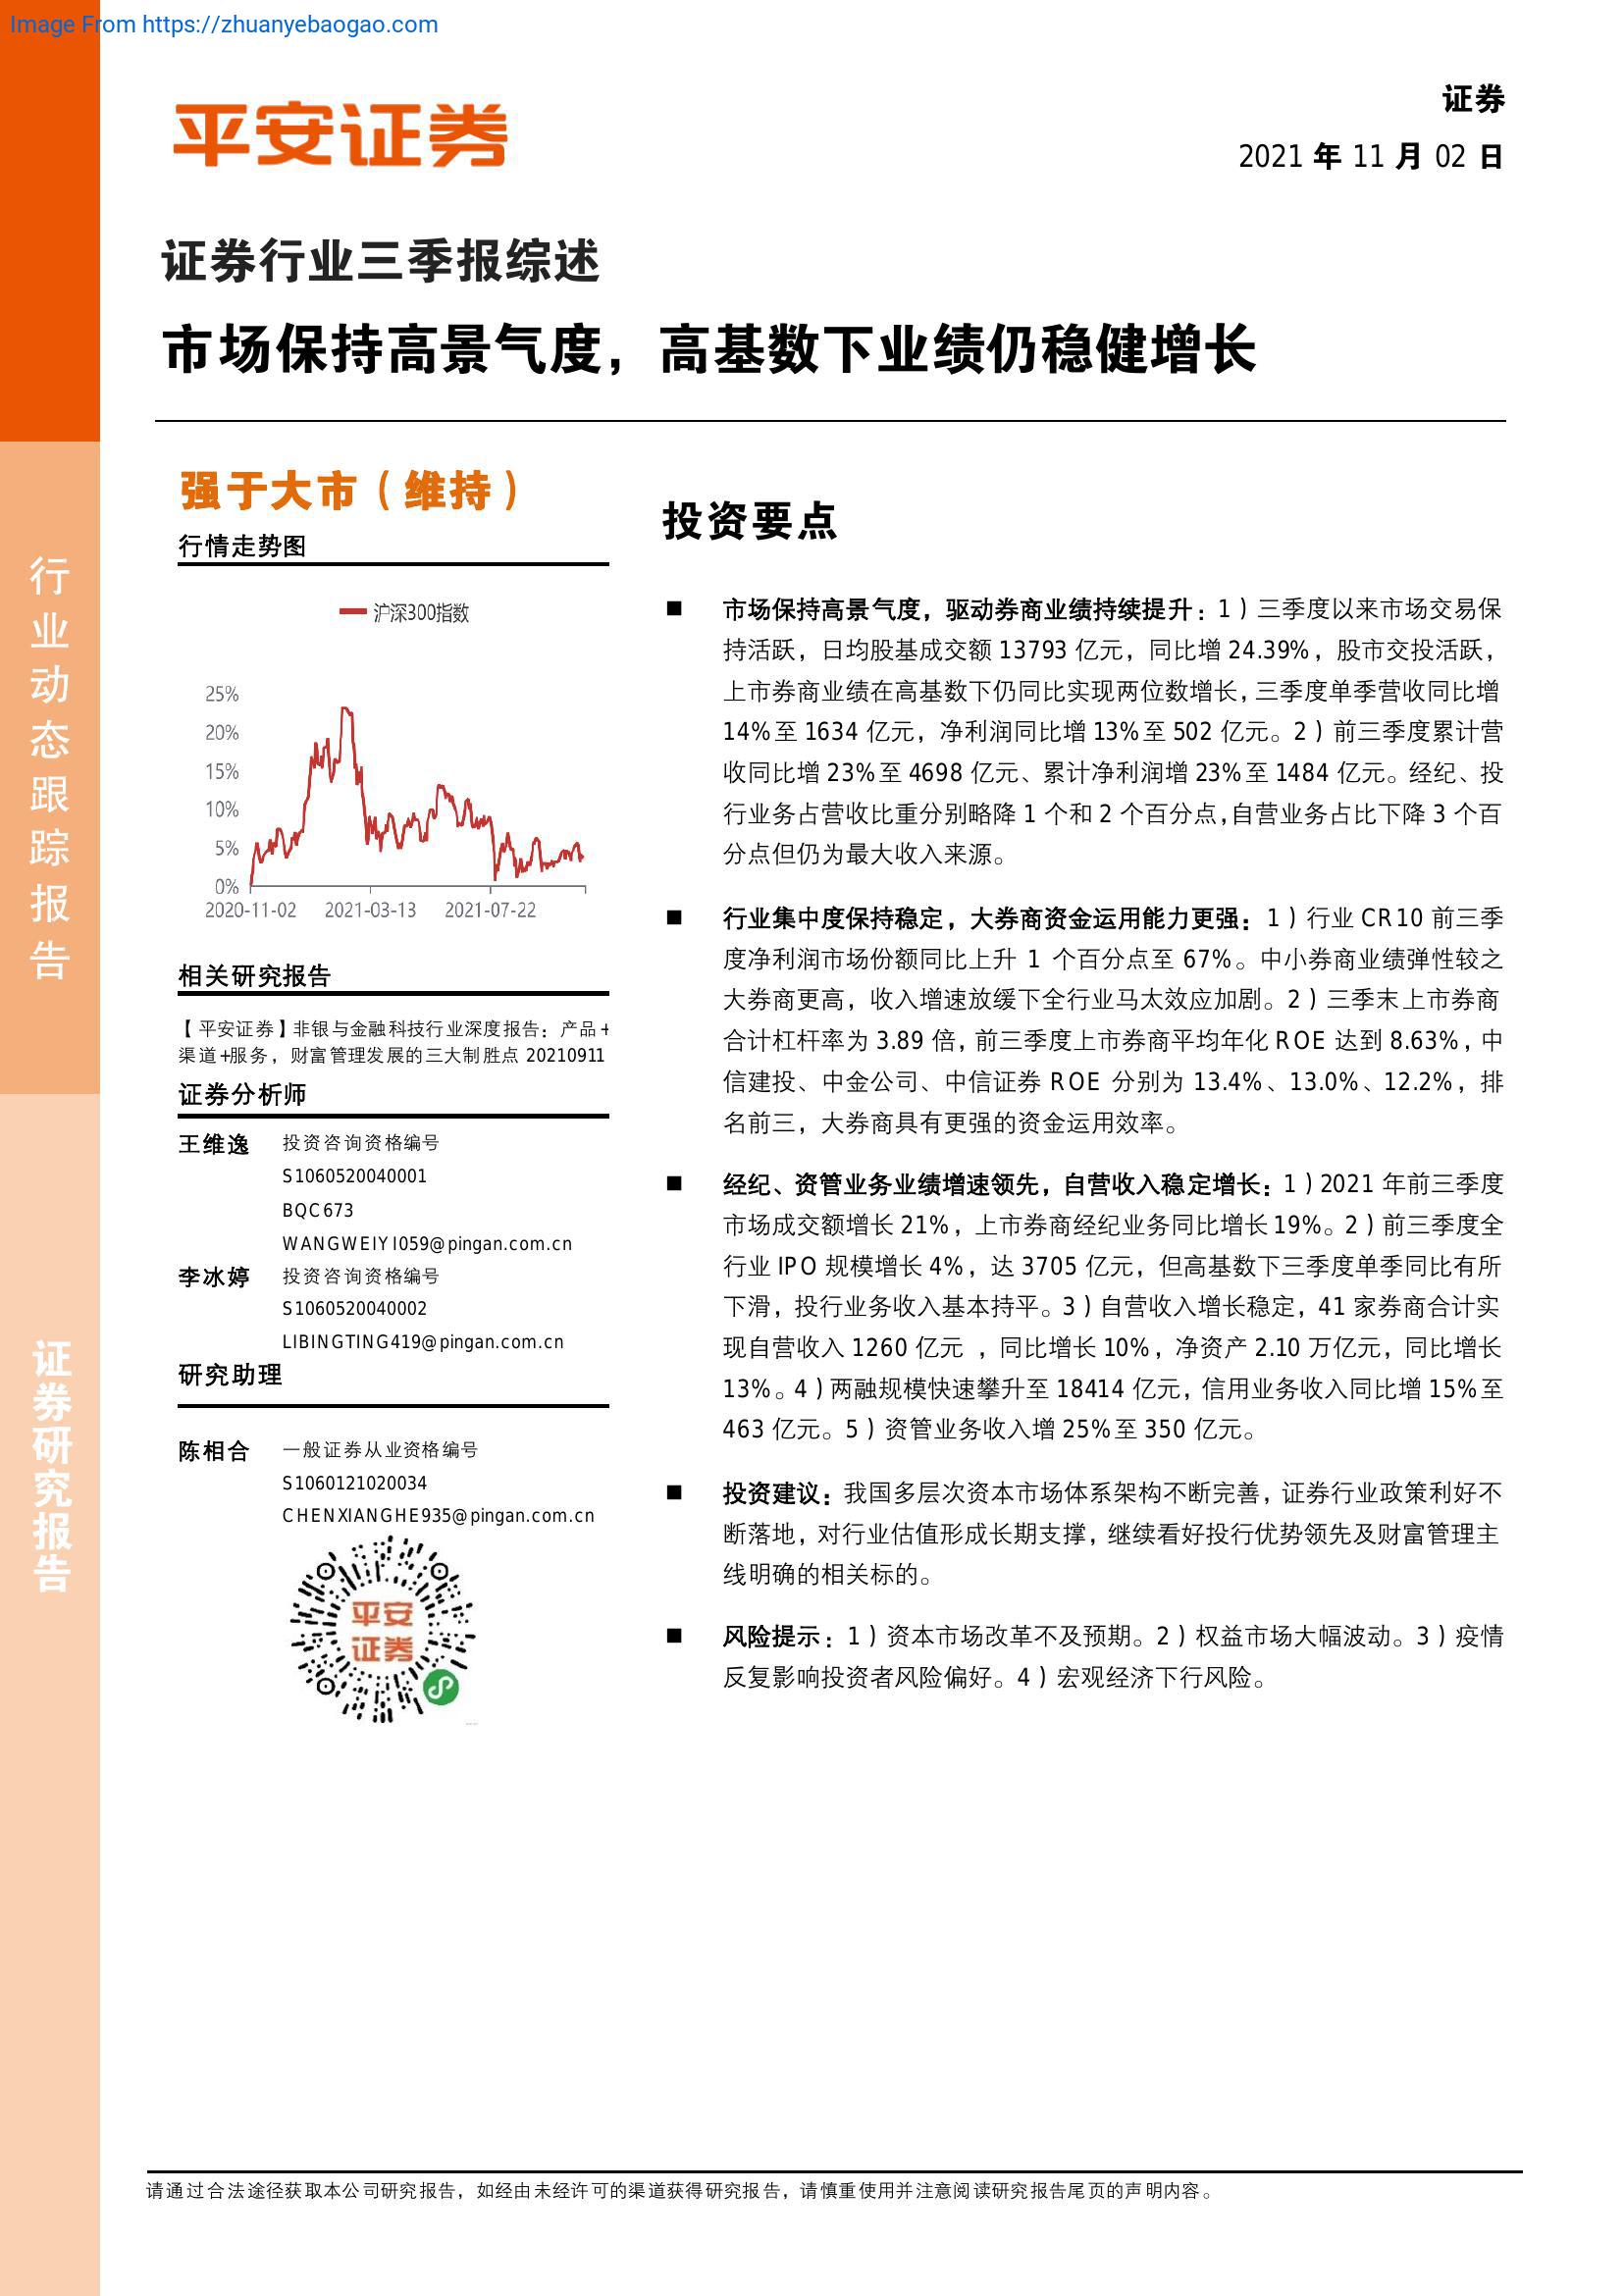 Image From https://zhuanyebaogao.com
平安证券
证券
2021 年 11 月 02 日
证券行业三季报综述
市场保持高景气度，高基数下业绩仍稳健增长
行业动态跟踪报告
证券研究报告
强于大市（维持）
行情走势图
沪深300指数
25%
20%
15%
10%
5%
0%
2020-11-02 2021-03-13 2021-07-22
相关研究报告
【平安证券】非银与金融科技行业深度报告：产品+
渠道+服务，财富管理发展的三大制胜点 20210911
证券分析师
王维逸 投资咨询资格编号
S1060520040001
BQC673
WANGWEIYI059@pingan.com.cn
李冰婷 投资咨询资格编号
S1060520040002
LIBINGTING419@pingan.com.cn
研究助理
陈相合 一般证券从业资格编号
S1060121020034
CHENXIANGHE935@pingan.com.cn
平安
证券
投资要点
■ 市场保持高景气度，驱动券商业绩持续提升：1）三季度以来市场交易保
持活跃，日均股基成交额 13793 亿元，同比增 24.39%，股市交投活跃，
上市券商业绩在高基数下仍同比实现两位数增长，三季度单季营收同比增
14%至 1634 亿元，净利润同比增 13%至 502 亿元。2）前三季度累计营
收同比增 23%至 4698 亿元、累计净利润增 23%至 1484 亿元。经纪、投
行业务占营收比重分别略降 1 个和 2 个百分点，自营业务占比下降 3 个百
分点但仍为最大收入来源。
■ 行业集中度保持稳定，大券商资金运用能力更强：1）行业 CR10 前三季
度净利润市场份额同比上升 1 个百分点至 67%。中小券商业绩弹性较之
大券商更高，收入增速放缓下全行业马太效应加剧。2）三季末上市券商
合计杠杆率为 3.89 倍，前三季度上市券商平均年化 ROE 达到 8.63%，中
信建投、中金公司、中信证券 ROE 分别为 13.4%、13.0%、12.2%，排
名前三，大券商具有更强的资金运用效率。
■ 经纪、资管业务业绩增速领先，自营收入稳定增长：1）2021 年前三季度
市场成交额增长 21%，上市券商经纪业务同比增长 19%。2）前三季度全
行业 IPO 规模增长 4%，达 3705 亿元，但高基数下三季度单季同比有所
下滑，投行业务收入基本持平。3）自营收入增长稳定，41 家券商合计实
现自营收入 1260 亿元 ，同比增长 10%，净资产 2.10 万亿元，同比增长
13%。4）两融规模快速攀升至 18414 亿元，信用业务收入同比增 15%至
463 亿元。5）资管业务收入增 25%至 350 亿元。
■ 投资建议：我国多层次资本市场体系架构不断完善，证券行业政策利好不
断落地，对行业估值形成长期支撑，继续看好投行优势领先及财富管理主
线明确的相关标的。
■ 风险提示：1）资本市场改革不及预期。2）权益市场大幅波动。3）疫情
反复影响投资者风险偏好。4）宏观经济下行风险。
请通过合法途径获取本公司研究报告，如经由未经许可的渠道获得研究报告，请慎重使用并注意阅读研究报告尾页的声明内容。